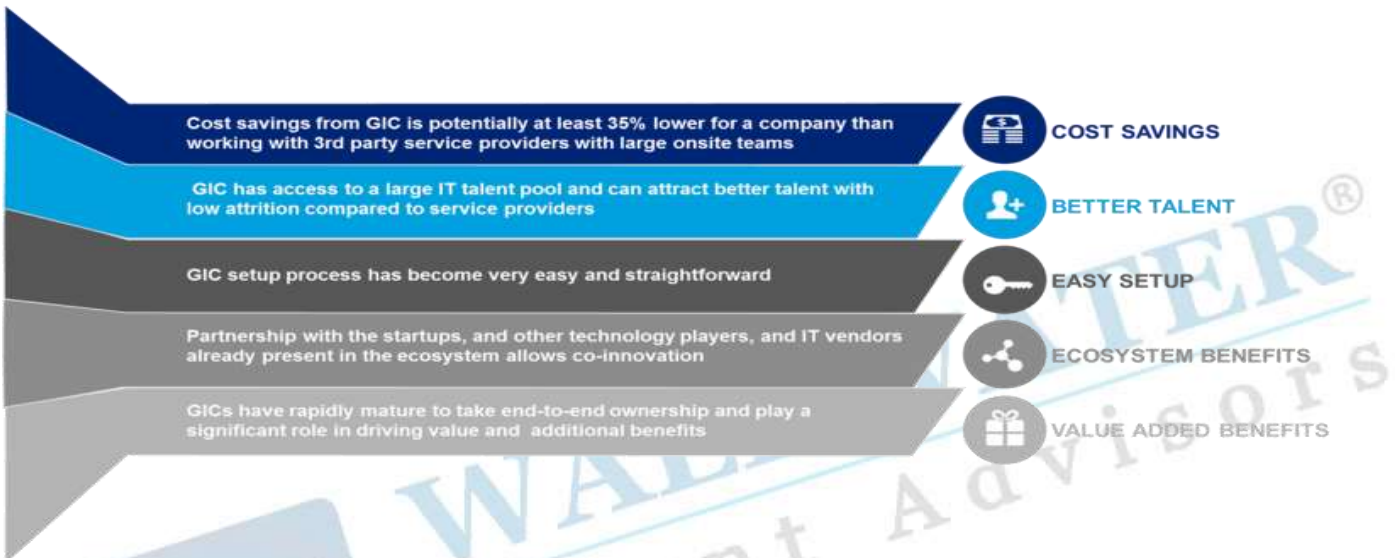 Cost savings from GIC is potentially at least 35% lower for a company than
working with 3rd party service providers with large onsite teams
COST SAVINGS
GIC has access to a large IT talent pool and can attract better talent with
low attrition compared to service providers
BETTER TALENT
GIC setup process has become very easy and straightforward
EASY SETUP
Partnership with the startups, and other technology players, and IT vendors
already present in the ecosystem allows co-innovation
ECOSYSTEM BENEFITS
GICs have rapidly mature to take end-to-end ownership and play a
significant role in driving value and additional benefits
VALUE ADDED BENEFITS
Advisors